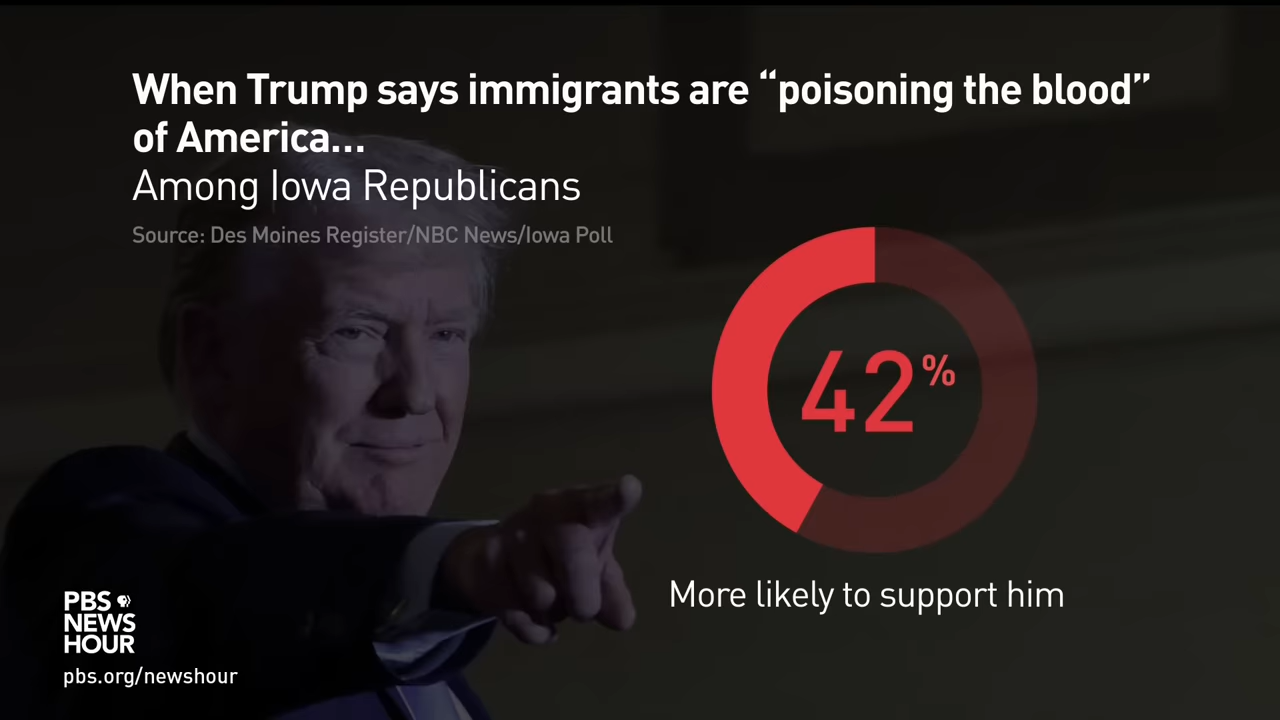 When Trump says immigrants are “poisoning the blood”
of America...
Among Iowa Republicans
Source: Des Moines Register/NBC News/Iowa Poll
42%
More likely to support him
PBS
NEWS
HOUR
pbs.org/newshour